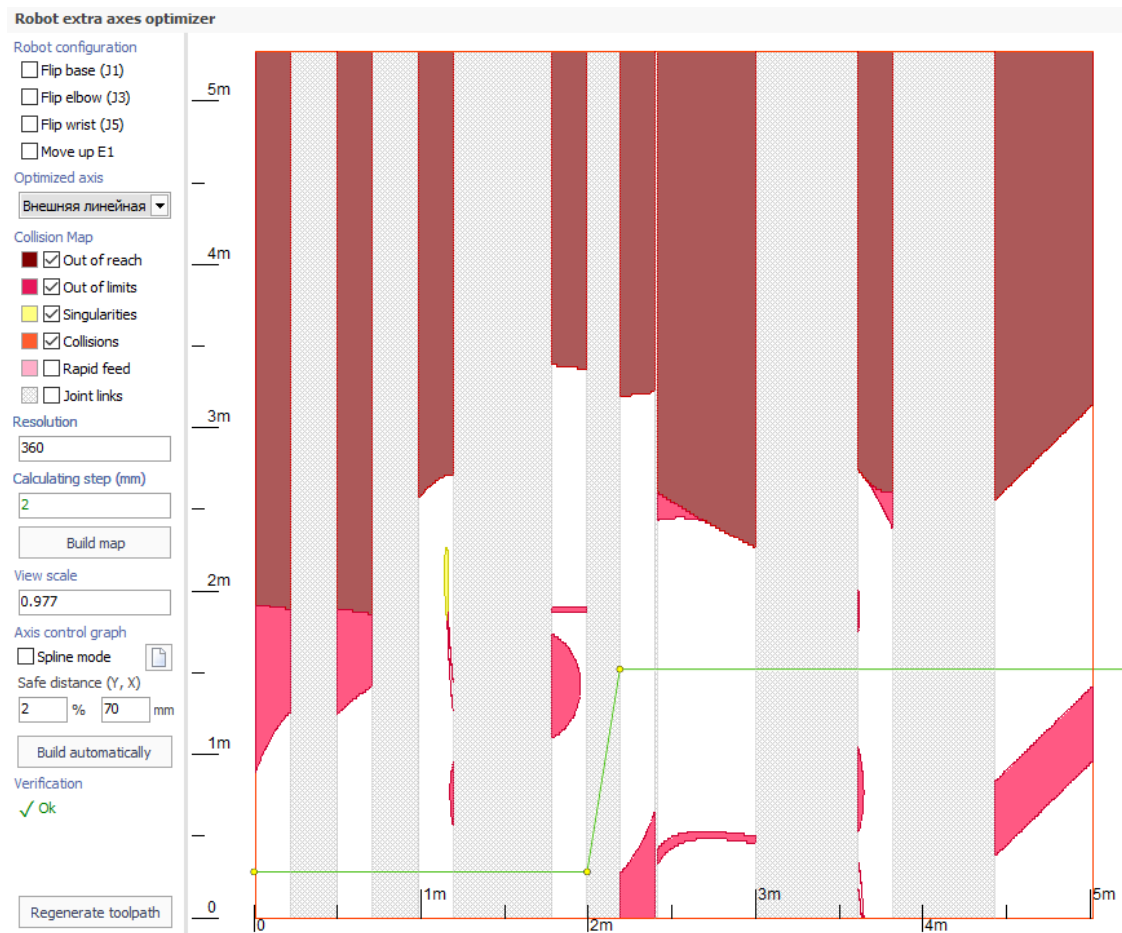 Robot extra axes optimizer
Robot configuration
Flip base (J1)
Flip elbow (J3)
Flip wrist (J5)
Move up E1
Optimized axis
Внешняя линейная
Collision Map
Out of reach
Out of limits
Singularities
Collisions
Rapid feed
Joint links
Resolution
360
Calculating step (mm)
2
Build map
View scale
0.977
Axis control graph
Spline mode
Safe distance (Y, X)
2 % 70 mm
Build automatically
Verification
Ok
Regenerate toolpath
5m
4m
3m
2m
1m
0
0 1m 2m 3m 4m 5m